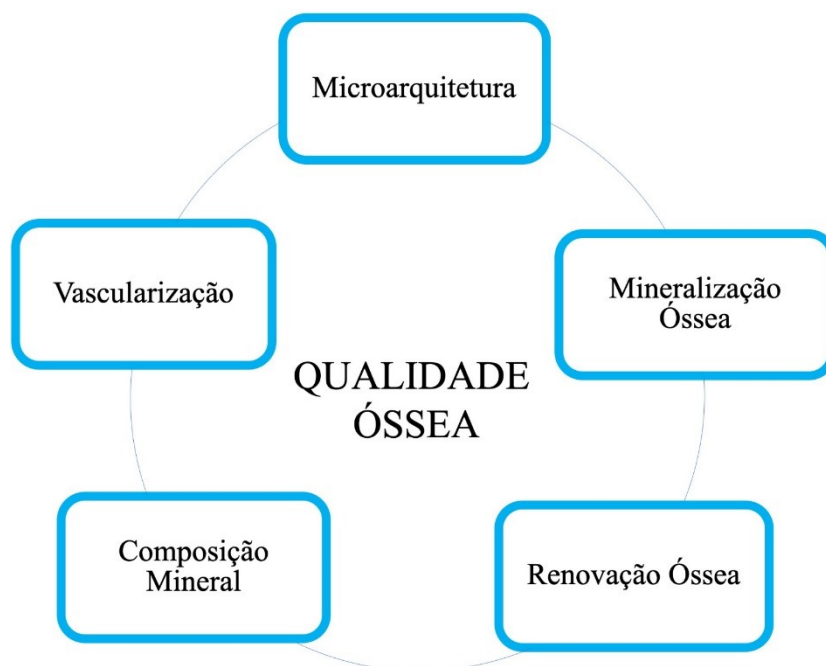 Microarquitetura
Vascularização
Mineralização
Óssea
QUALIDADE
ÓSSEA
Composição
Mineral
Renovação Óssea